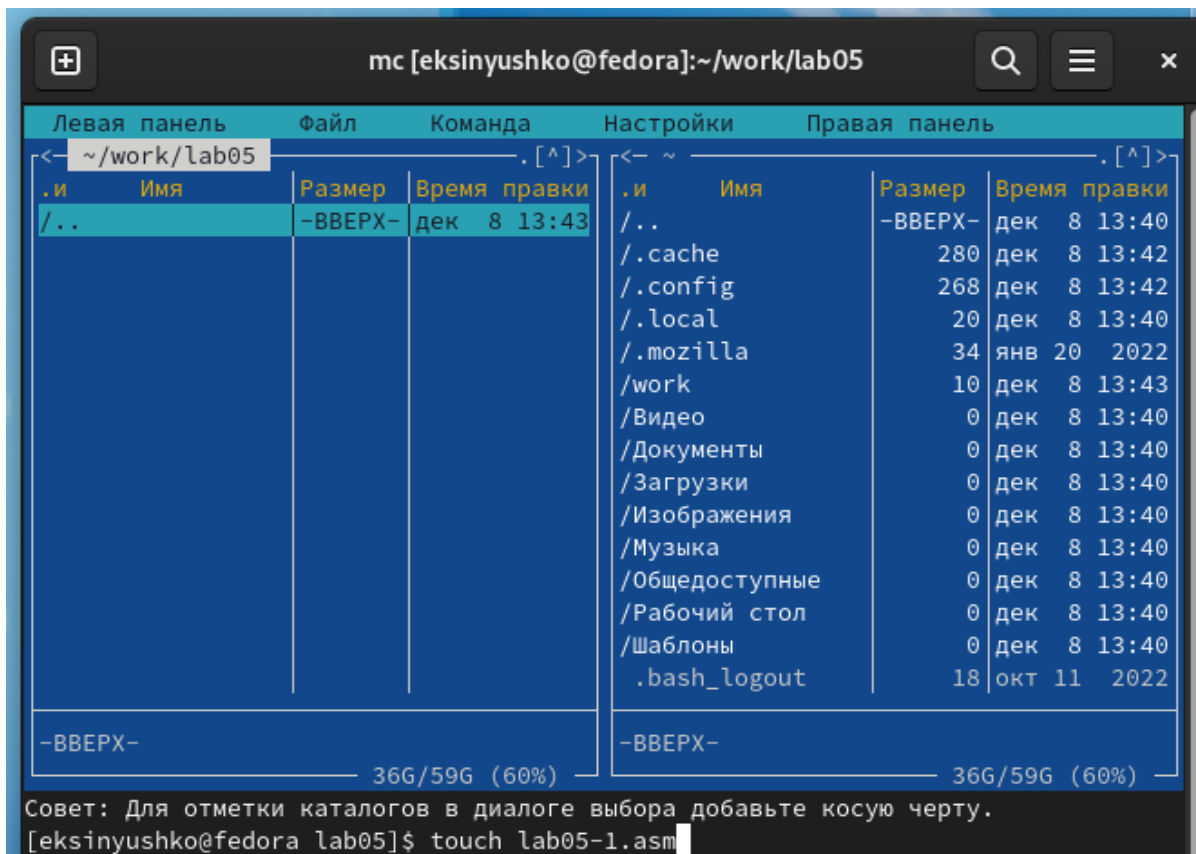 mc [eksinyushko@fedora]:~/work/lab05
Левая панель Файл Команда Настройки Правая панель
<— ~/work/lab05 .[^]> <— ~ .[^]>
.и Имя Размер Время правки .и Имя Размер Время правки
/.. -ВВЕРХ- дек 8 13:43 /.. -ВВЕРХ- дек 8 13:40
/.cache 280 дек 8 13:42
/.config 268 дек 8 13:42
/.local 20 дек 8 13:40
/.mozilla 34 янв 20 2022
/work 10 дек 8 13:43
/Видео 0 дек 8 13:40
/Документы 0 дек 8 13:40
/Загрузки 0 дек 8 13:40
/Изображения 0 дек 8 13:40
/Музыка 0 дек 8 13:40
/Общедоступные 0 дек 8 13:40
/Рабочий стол 0 дек 8 13:40
/Шаблоны 0 дек 8 13:40
.bash_logout 18 окт 11 2022
-ВВЕРХ- -ВВЕРХ-
36G/59G (60%) 36G/59G (60%)
Совет: Для отметки каталогов в диалоге выбора добавьте косую черту.
[eksinyushko@fedora lab05]$ touch lab05-1.asm